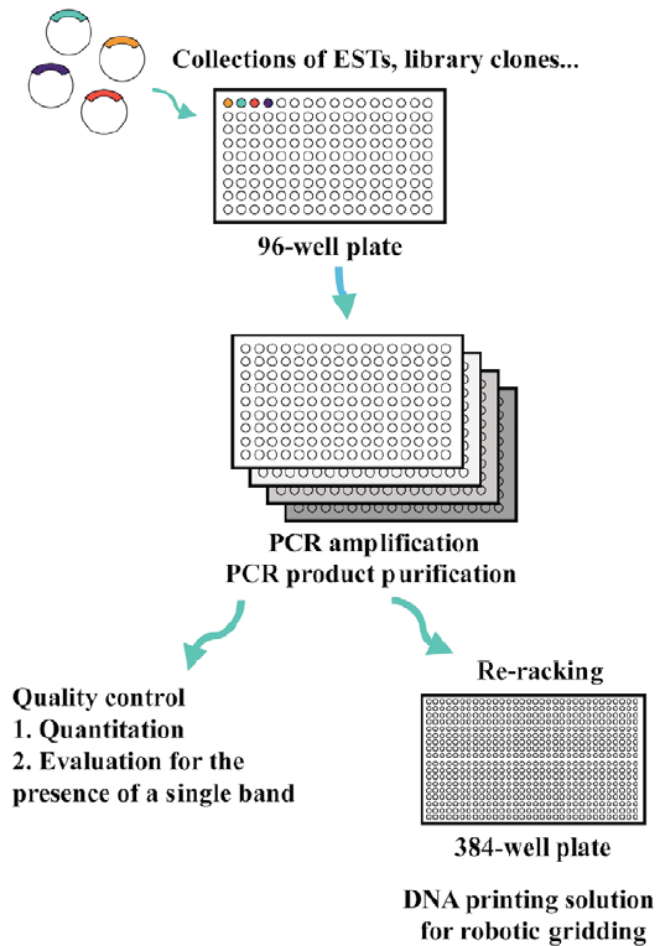 Collections of ESTs, library clones...
96-well plate
PCR amplification
PCR product purification
Quality control
1. Quantitation
2. Evaluation for the
presence of a single band
Re-racking
384-well plate
DNA printing solution
for robotic gridding